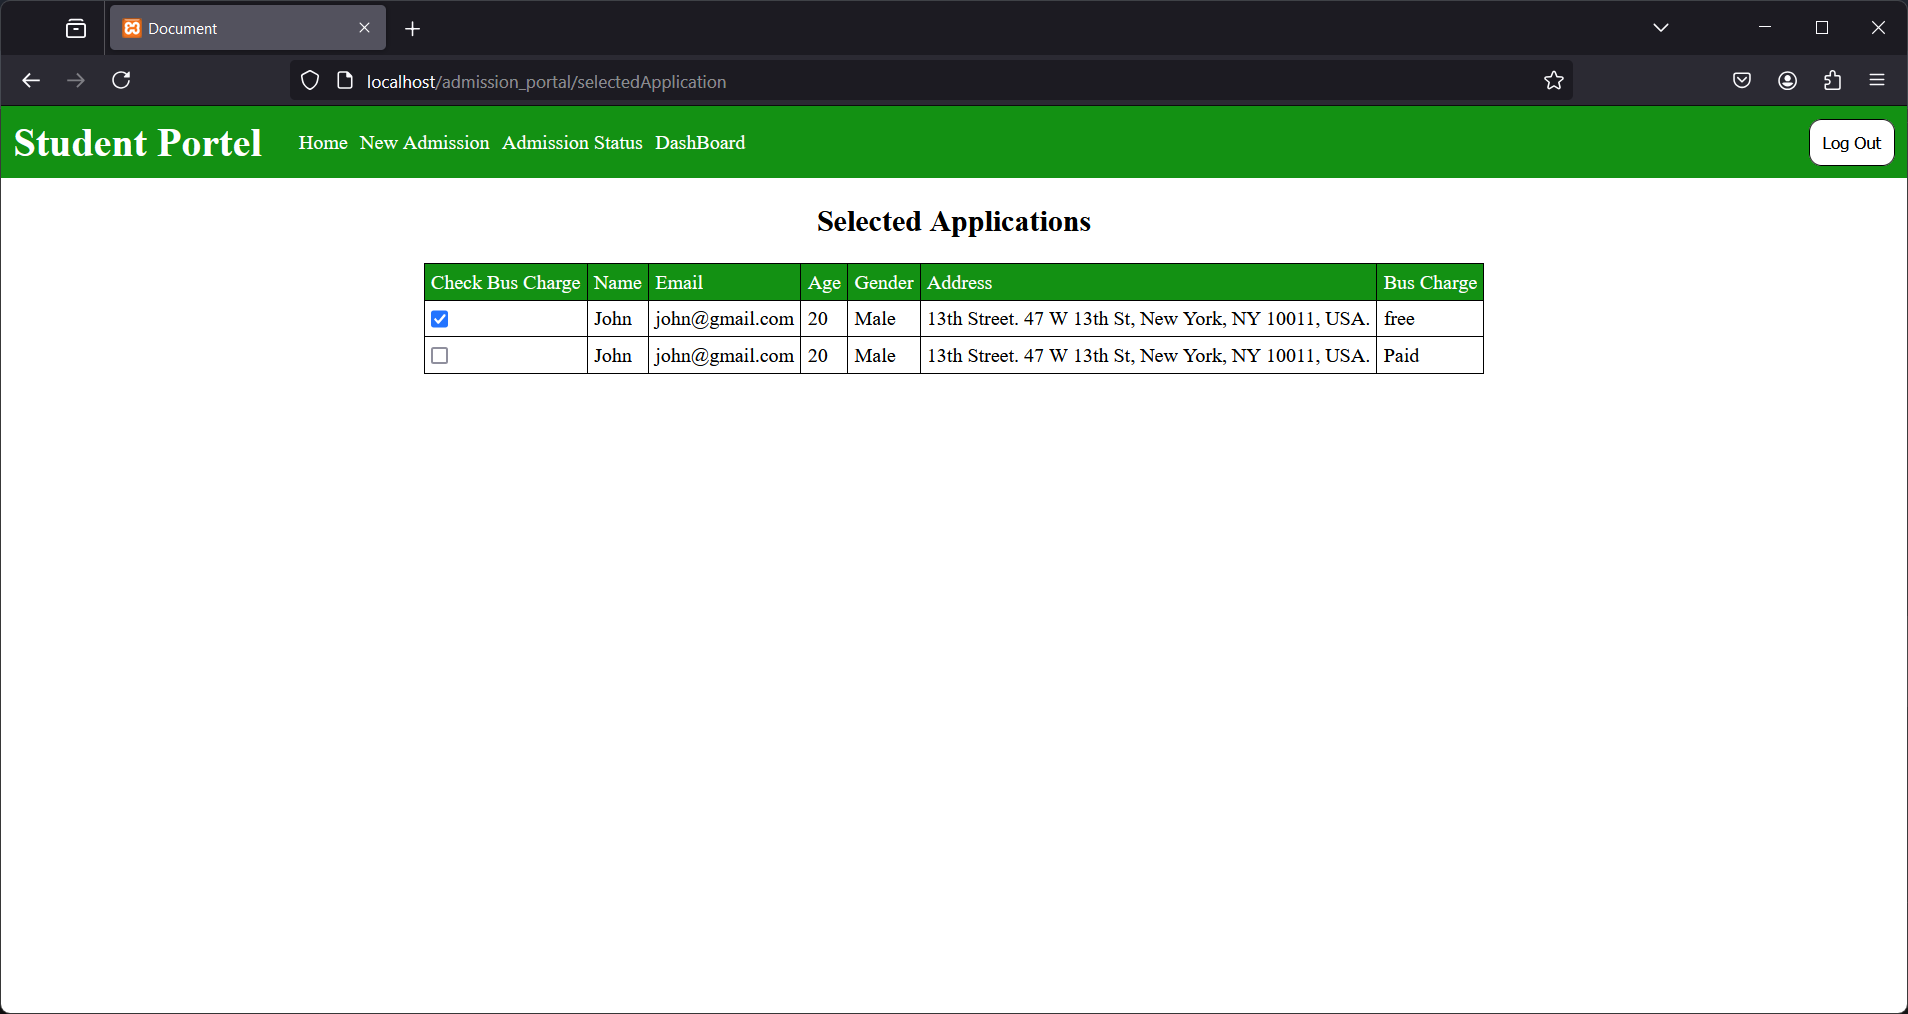 Document
localhost/admission_portal/selectedApplication
Student Portel Home New Admission Admission Status DashBoard Log Out
Selected Applications
Check Bus Charge Name Email Age Gender Address Bus Charge
John john@gmail.com 20 Male 13th Street. 47 W 13th St, New York, NY 10011, USA. free
John john@gmail.com 20 Male 13th Street. 47 W 13th St, New York, NY 10011, USA. Paid